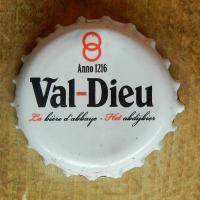 Anno 1216
Val-Dieu
La bière d'abbaye - Het abdijbier